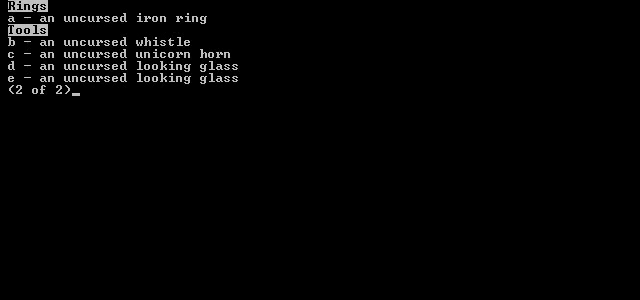 Rings
a - an uncursed iron ring
Tools
b - an uncursed whistle
c - an uncursed unicorn horn
d - an uncursed looking glass
e - an uncursed looking glass
(2 of 2)